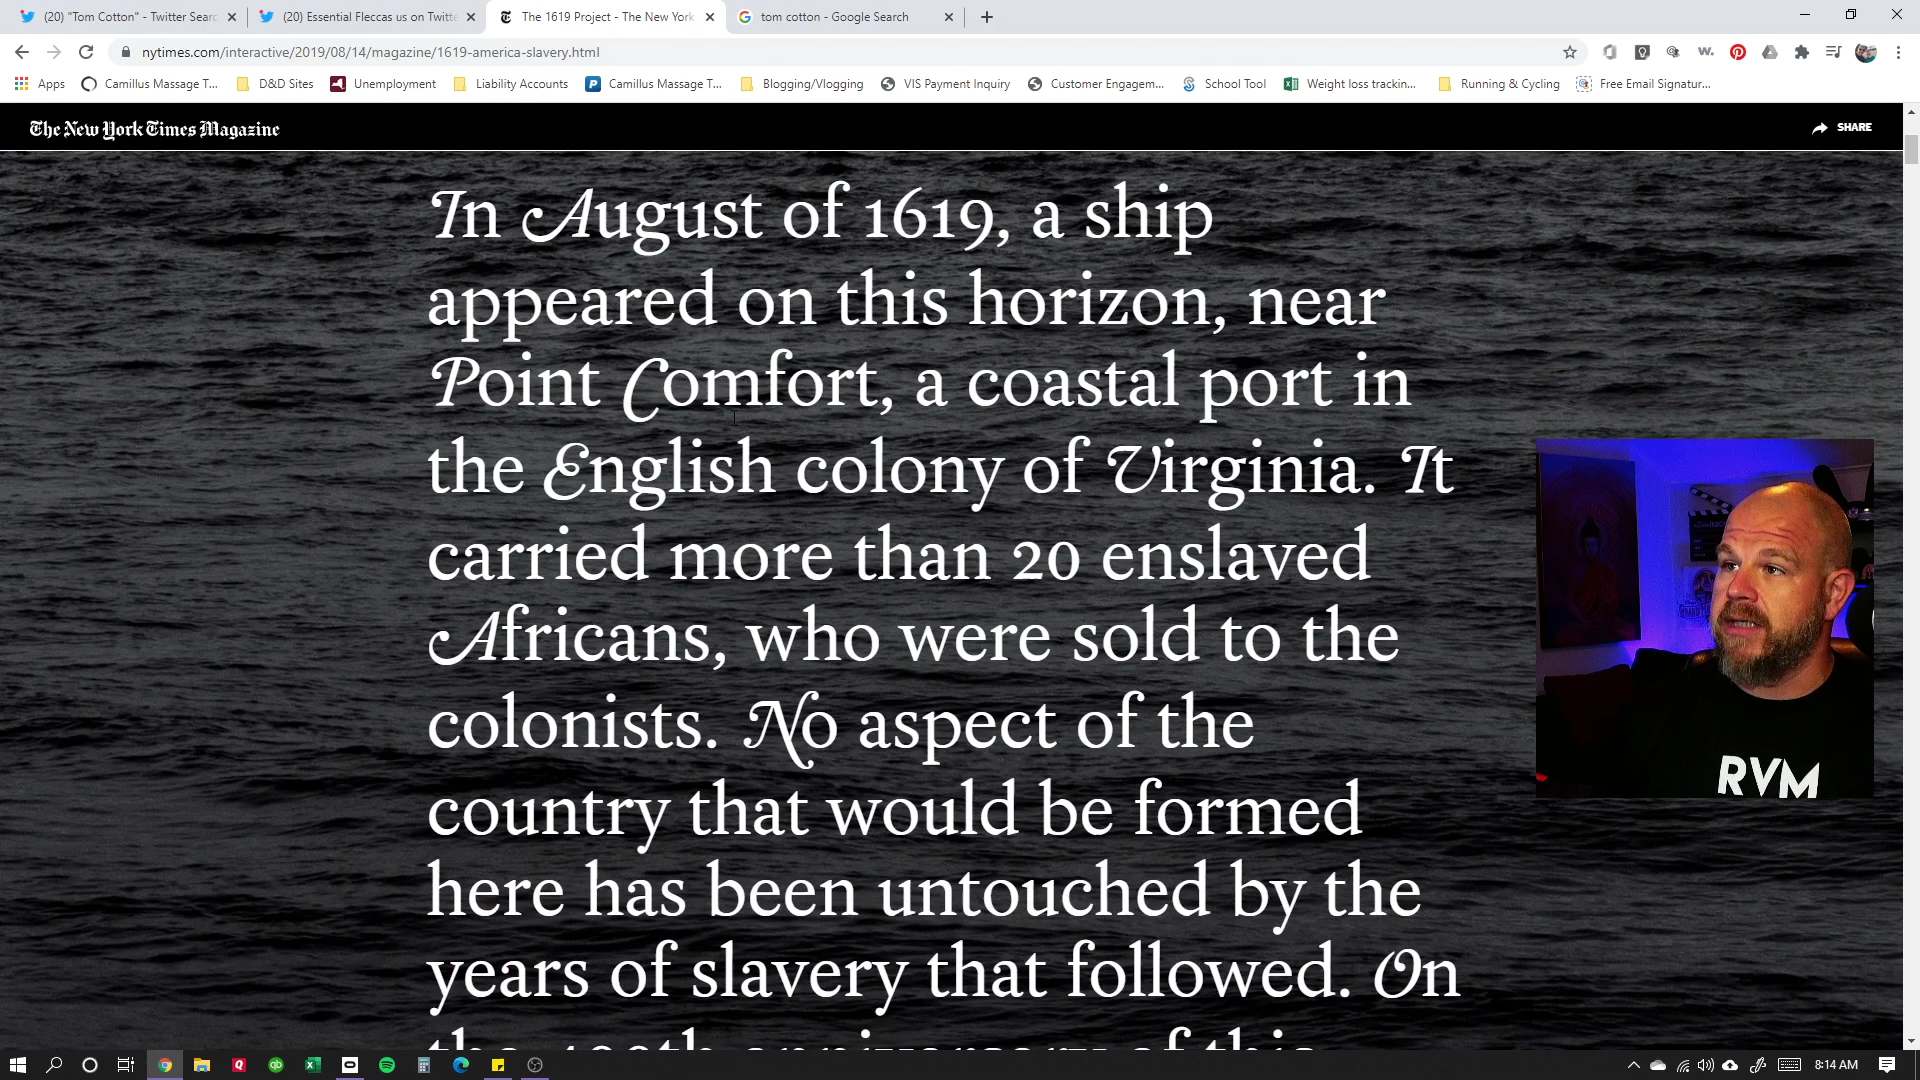 (20) "Tom Cotton" - Twitter Searc
(20) Essential Fleccas us on Twitte
The 1619 Project - The New York
tom cotton - Google Search
nytimes.com/interactive/2019/08/14/magazine/1619-america-slavery.html
Apps
Camillus Massage T...
D&D Sites
Unemployment
Liability Accounts
Camillus Massage T...
Blogging/Vlogging
VIS Payment Inquiry
Customer Engagem...
School Tool
Weight loss trackin...
Running & Cycling
Free Email Signatur...
The New York Times Magazine
SHARE
In August of 1619, a ship
appeared on this horizon, near
Point Comfort, a coastal port in
the English colony of Virginia. It
carried more than 20 enslaved
Africans, who were sold to the
colonists. No aspect of the
country that would be formed
here has been untouched by the
years of slavery that followed. On
the 400th anniversary of this
RVM
8:14 AM